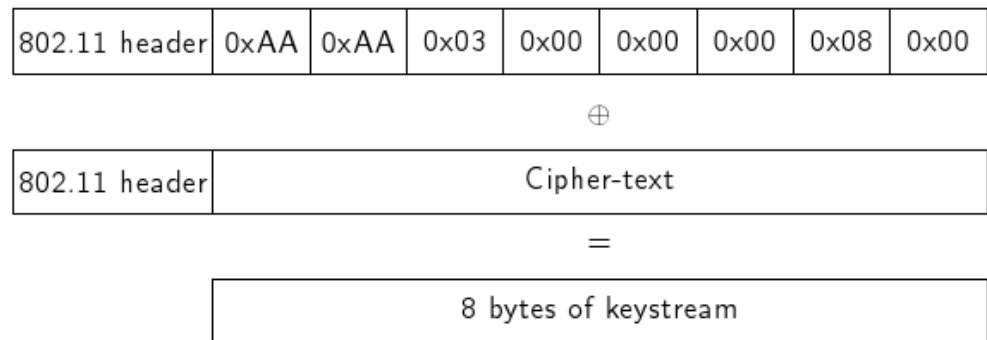 802.11 header 0xAA 0xAA 0x03 0x00 0x00 0x00 0x08 0x00
⊕
802.11 header Cipher-text
=
8 bytes of keystream